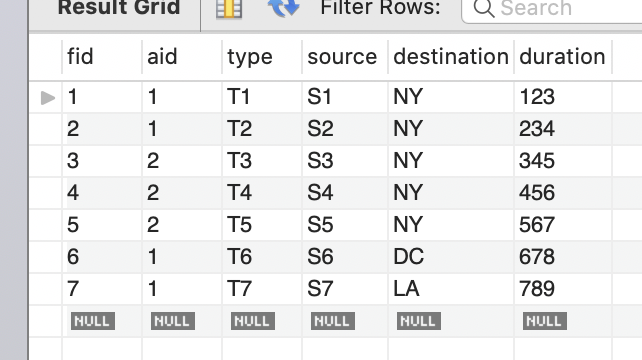 Result Grid Filter Rows: Search
fid aid type source destination duration
1 1 T1 S1 NY 123
2 1 T2 S2 NY 234
3 2 T3 S3 NY 345
4 2 T4 S4 NY 456
5 2 T5 S5 NY 567
6 1 T6 S6 DC 678
7 1 T7 S7 LA 789
NULL NULL NULL NULL NULL NULL